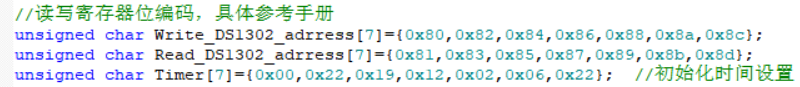 //读写寄存器位编码，具体参考手册
unsigned char Write_DS1302_adrress[7]={0x80,0x82,0x84,0x86,0x88,0x8a,0x8c};
unsigned char Read_DS1302_adrress[7]={0x81,0x83,0x85,0x87,0x89,0x8b,0x8d};
unsigned char Timer[7]={0x00,0x22,0x19,0x12,0x02,0x06,0x22};  //初始化时间设置